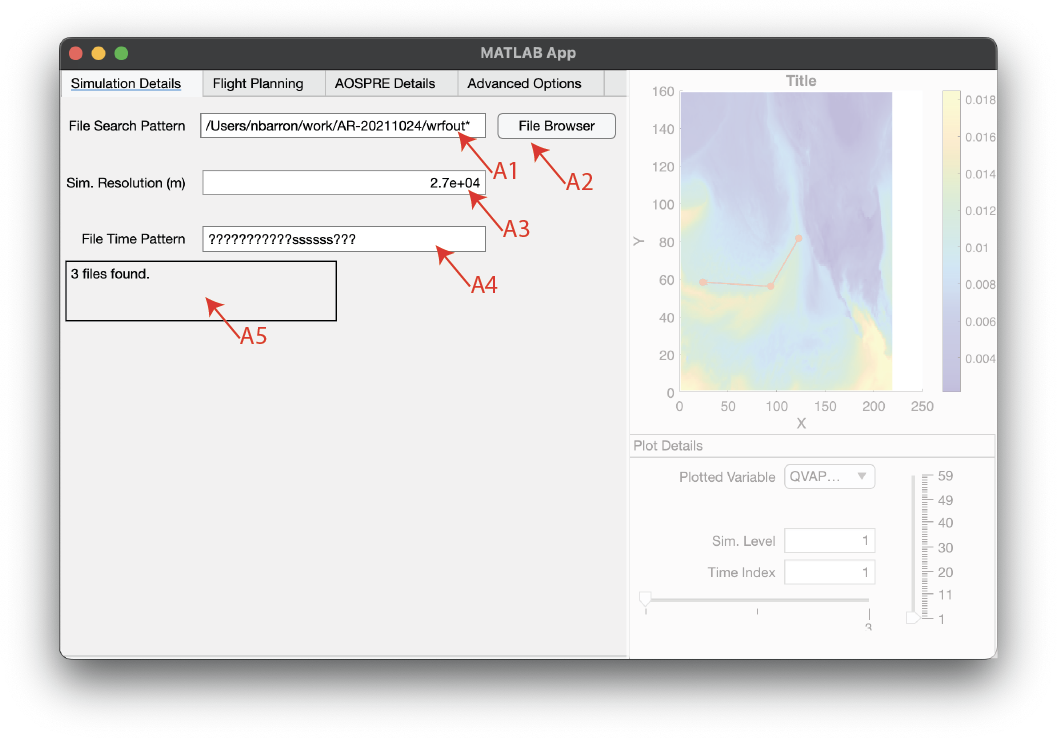 MATLAB App
Simulation Details
Flight Planning
AOSPRE Details
Advanced Options
File Search Pattern
/Users/nbarron/work/AR-20211024/wrfout*
File Browser
A1
A2
Sim. Resolution (m)
2.7e+04
A3
File Time Pattern
???????????ssssss???
A4
3 files found.
A5
Title
160
140
120
100
80
60
40
20
0
Y
0
50
100
150
200
250
X
0.018
0.016
0.014
0.012
0.01
0.008
0.006
0.004
Plot Details
Plotted Variable
QVAP...
Sim. Level
1
Time Index
1
3
59
49
40
30
20
11
1